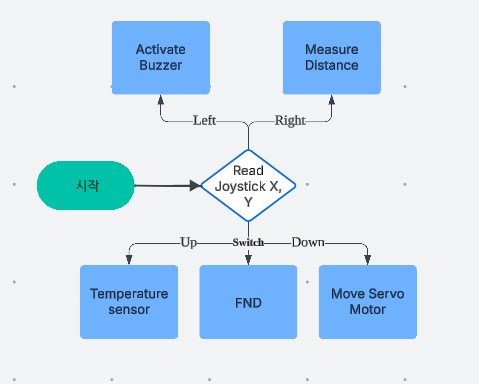 Activate
Buzzer
Measure
Distance
Left
Right
시작
Read
Joystick X,
Y
Up
Switch
Down
Temperature
sensor
FND
Move Servo
Motor